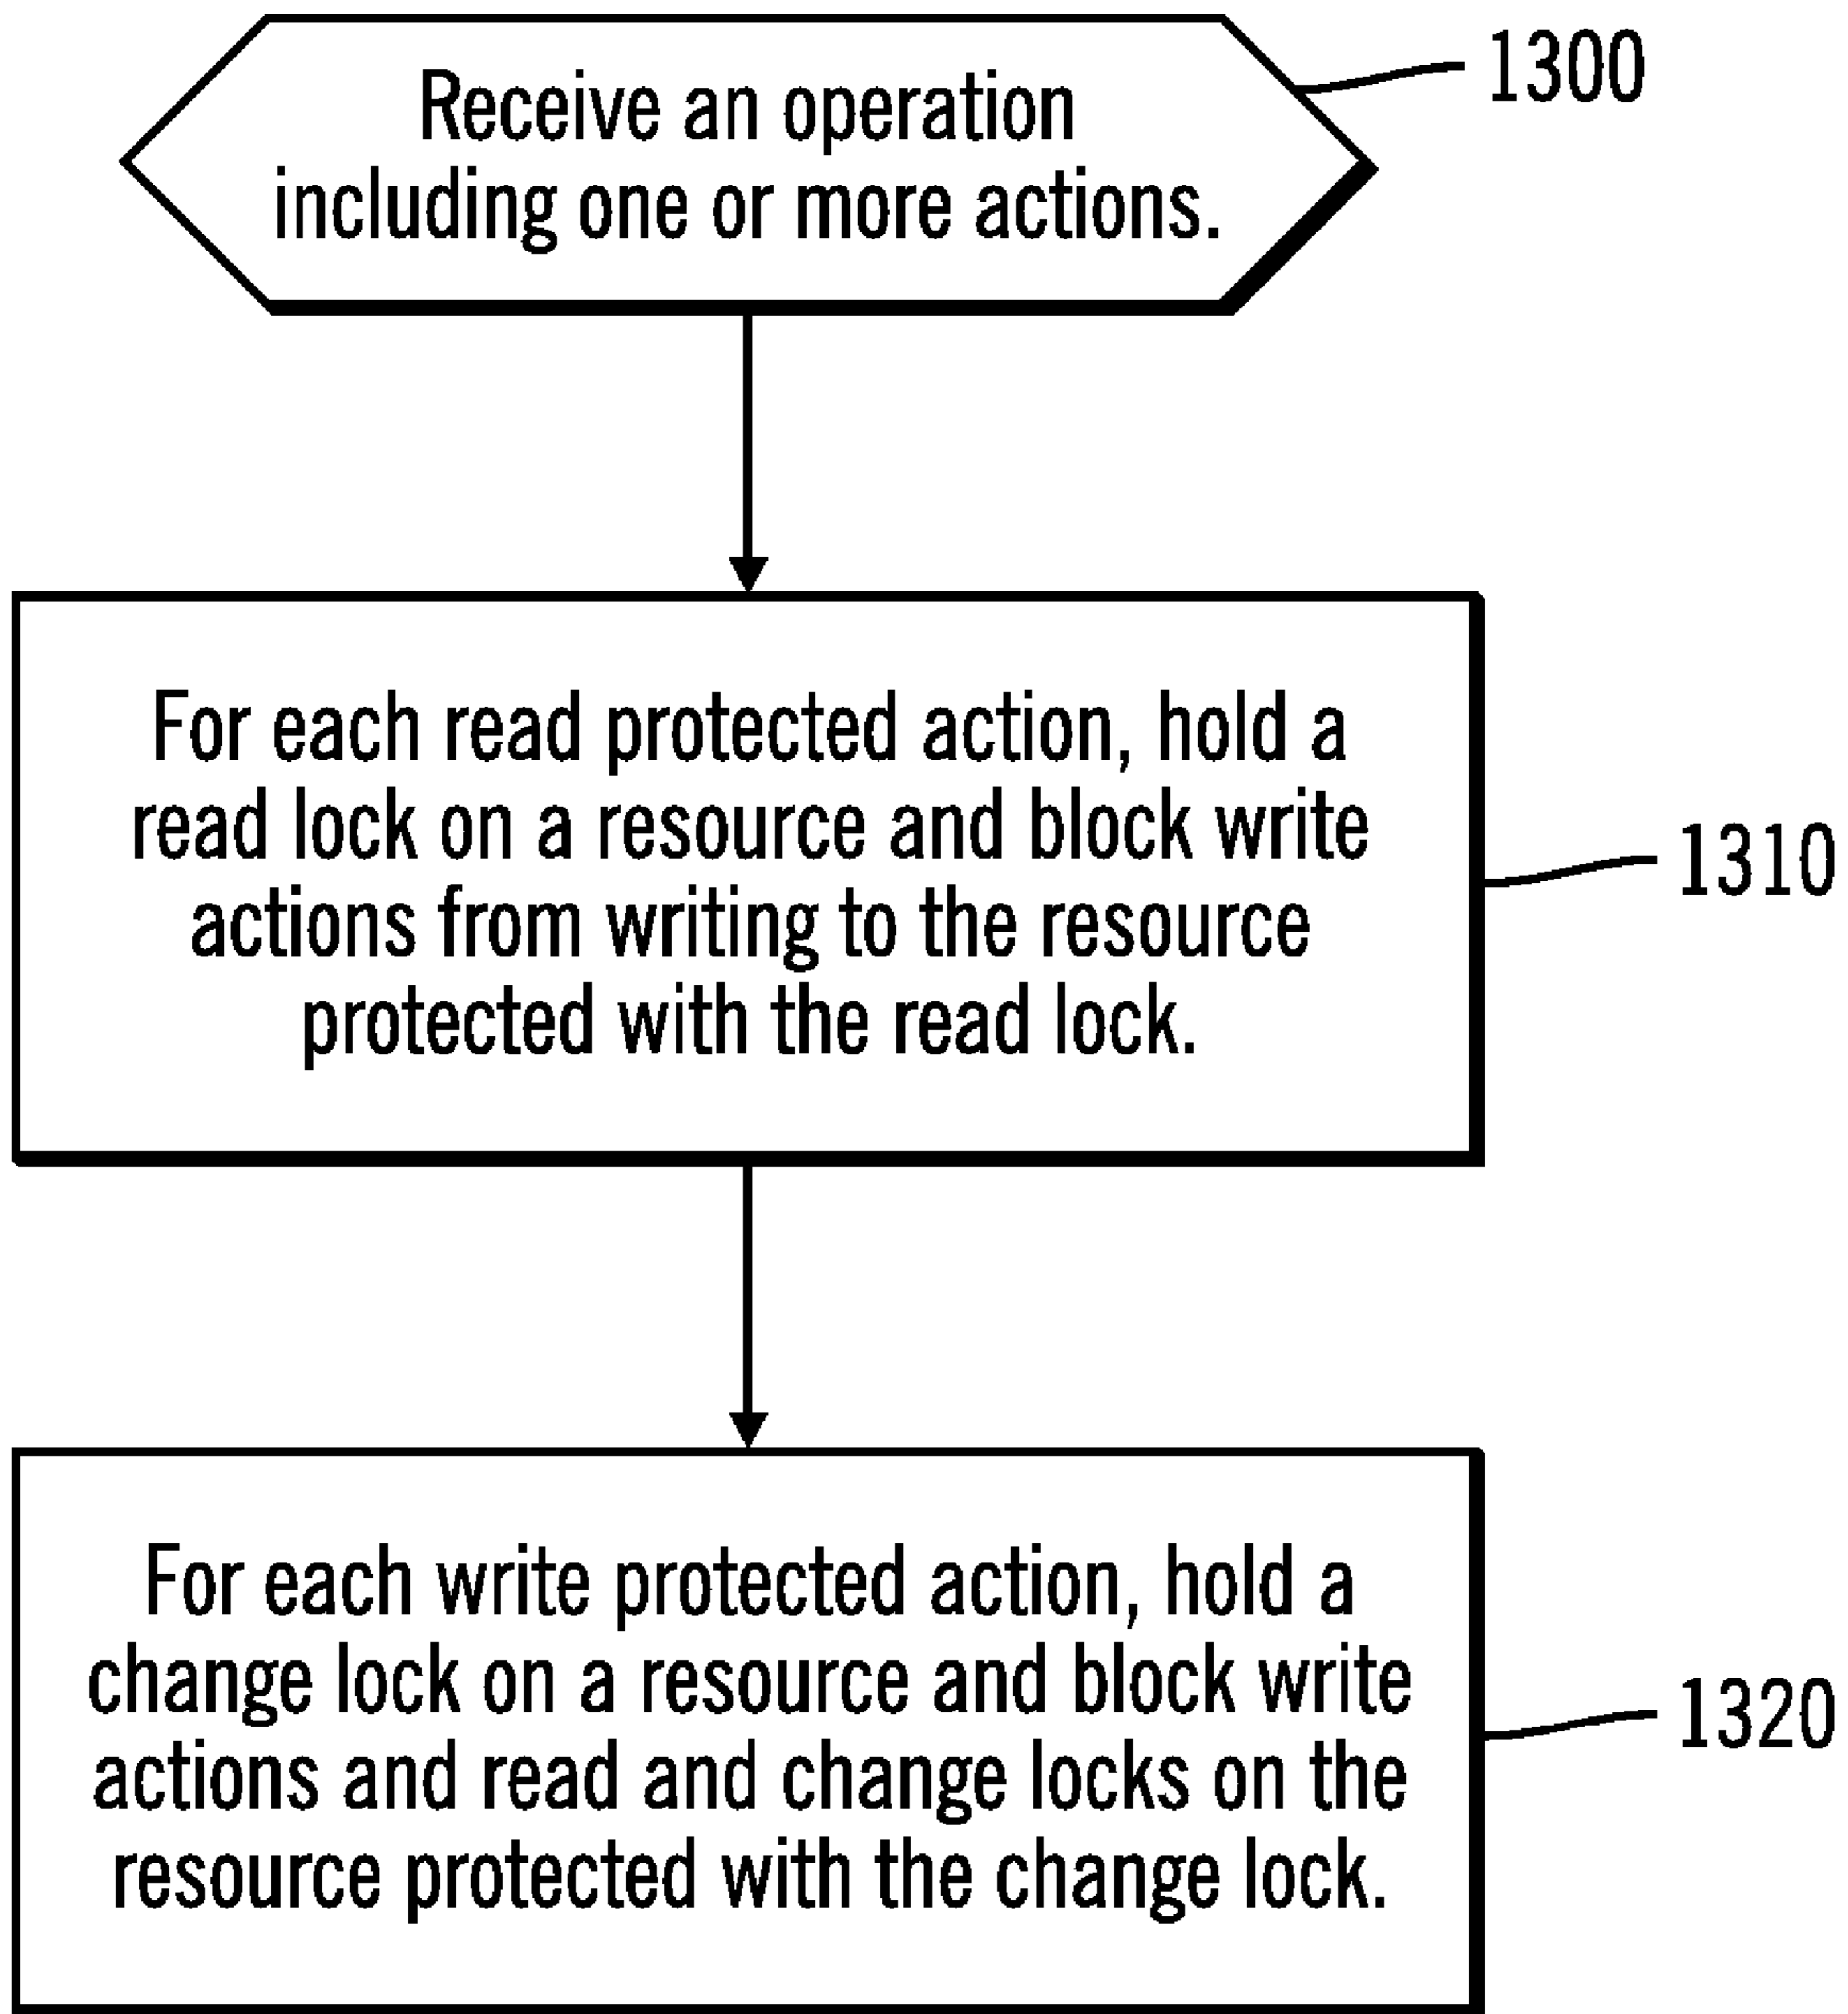 Receive an operation
including one or more actions.
1300
For each read protected action, hold a
read lock on a resource and block write
actions from writing to the resource
protected with the read lock.
1310
For each write protected action, hold a
change lock on a resource and block write
actions and read and change locks on the
resource protected with the change lock.
1320